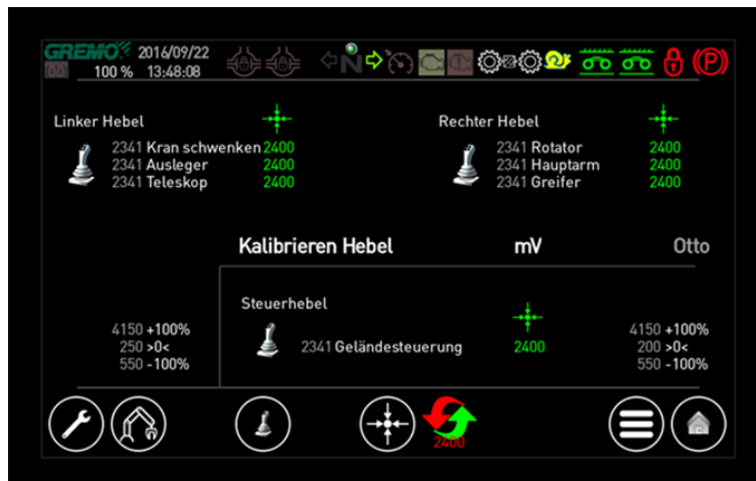 GREMO 2016/09/22
100 % 13:48:08
N
P
Linker Hebel
2341 Kran schwenken 2400
2341 Ausleger 2400
2341 Teleskop 2400
Rechter Hebel
2341 Rotator 2400
2341 Hauptarm 2400
2341 Greifer 2400
Kalibrieren Hebel mV Otto
Steuerhebel
2341 Geländesteuerung 2400
4150 +100%
250 >0<
550 -100%
4150 +100%
200 >0<
550 -100%
2400